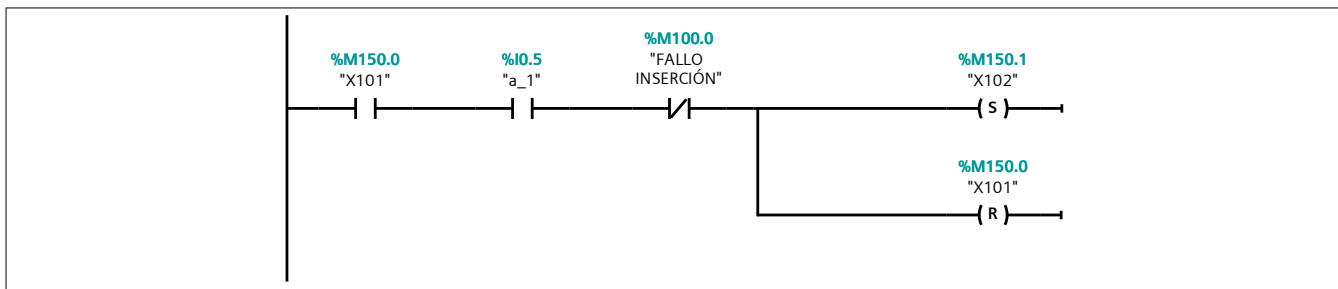 %M150.0
"X101"
%I0.5
"a_1"
%M100.0
"FALLO
INSERCIÓN"
%M150.1
"X102"
S
%M150.0
"X101"
R